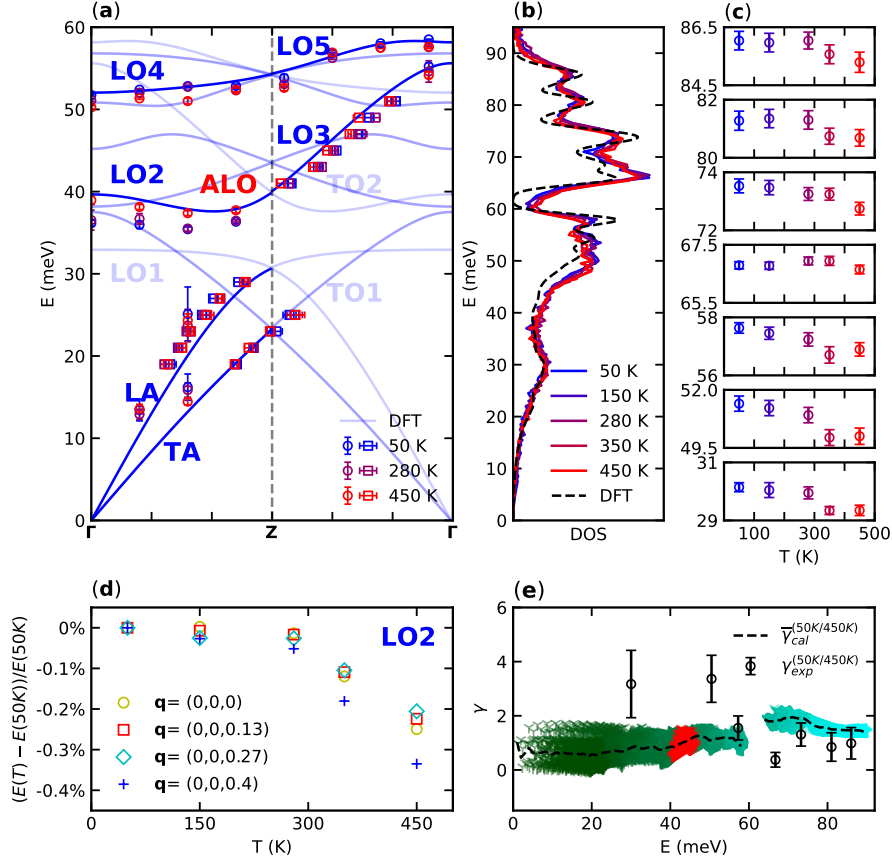 (a)
E (meV)
60
50
40
30
20
10
0
LO5
LO4
LO3
LO2
ALO
TO2
LO1
TO1
LA
TA
DFT
50 K
280 K
450 K
Γ
Z
Γ
(b)
90
80
70
60
50
40
30
20
10
0
50 K
150 K
280 K
350 K
450 K
DFT
DOS
(c)
E (meV)
86.5
84.5
82
80
74
72
67.5
65.5
58
56
52.0
49.5
30
29
100
300
500
T (K)
(d)
(E(T) − E(50K))/E(50K)
0%
-0.1%
-0.2%
-0.3%
-0.4%
LO2
q= (0,0,0)
q= (0,0,0.13)
q= (0,0,0.27)
q= (0,0,0.4)
0
150
300
450
T (K)
(e)
γ
6
4
2
0
γ̅cal(50K/450K)
γexp(50K/450K)
0
20
40
60
80
E (meV)